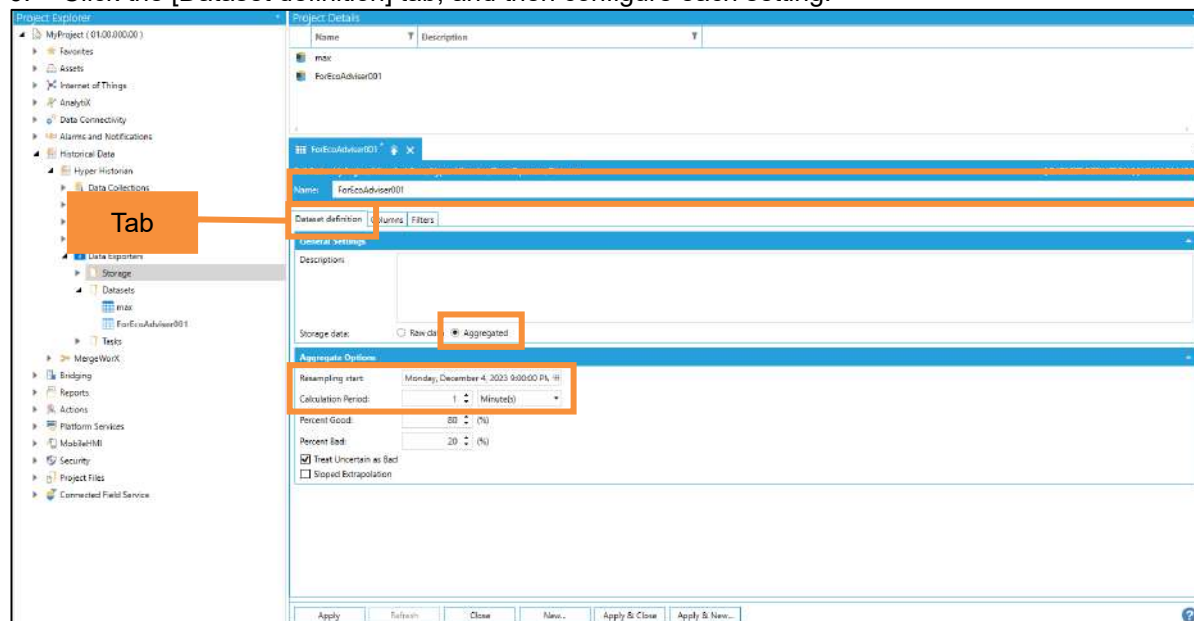 Click the [Dataset definition] tab, and then configure each setting.
Project Explorer
Project Details
MyProject ( 01.00.000.00 )
Favorites
Assets
Internet of Things
AnalytiX
Data Connectivity
Alarms and Notifications
Historical Data
Hyper Historian
Data Collections
Tab
Data Exporters
Storage
Datasets
max
ForEcoAdviser001
Tasks
MergeWorX
Bridging
Reports
Actions
Platform Services
MobileHMI
Security
Project Files
Connected Field Service
Name
Description
max
ForEcoAdviser001
ForEcoAdviser001*
Name: ForEcoAdviser001
Dataset definition Columns Filters
General Settings
Description:
Storage data: Raw data Aggregated
Aggregate Options
Resampling start: Monday, December 4, 2023 9:00:00 PM
Calculation Period: 1 Minute(s)
Percent Good: 80 (%)
Percent Bad: 20 (%)
Treat Uncertain as Bad
Sloped Extrapolation
Apply Refresh Close New... Apply & Close Apply & New...